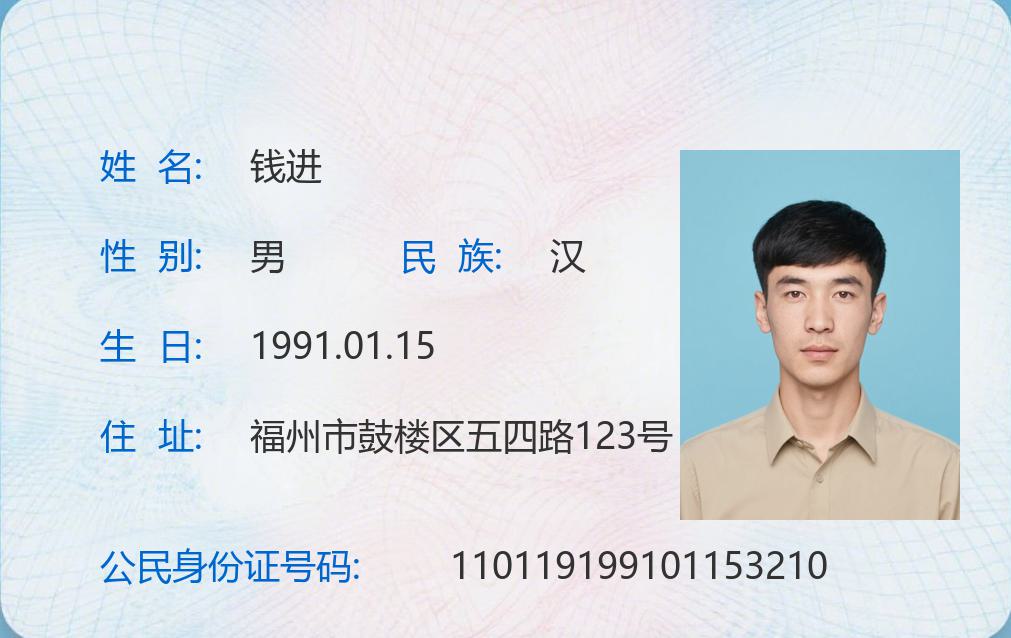 姓 名: 钱进
性 别: 男 民 族: 汉
生 日: 1991.01.15
住 址: 福州市鼓楼区五四路123号
公民身份证号码: 110119199101153210